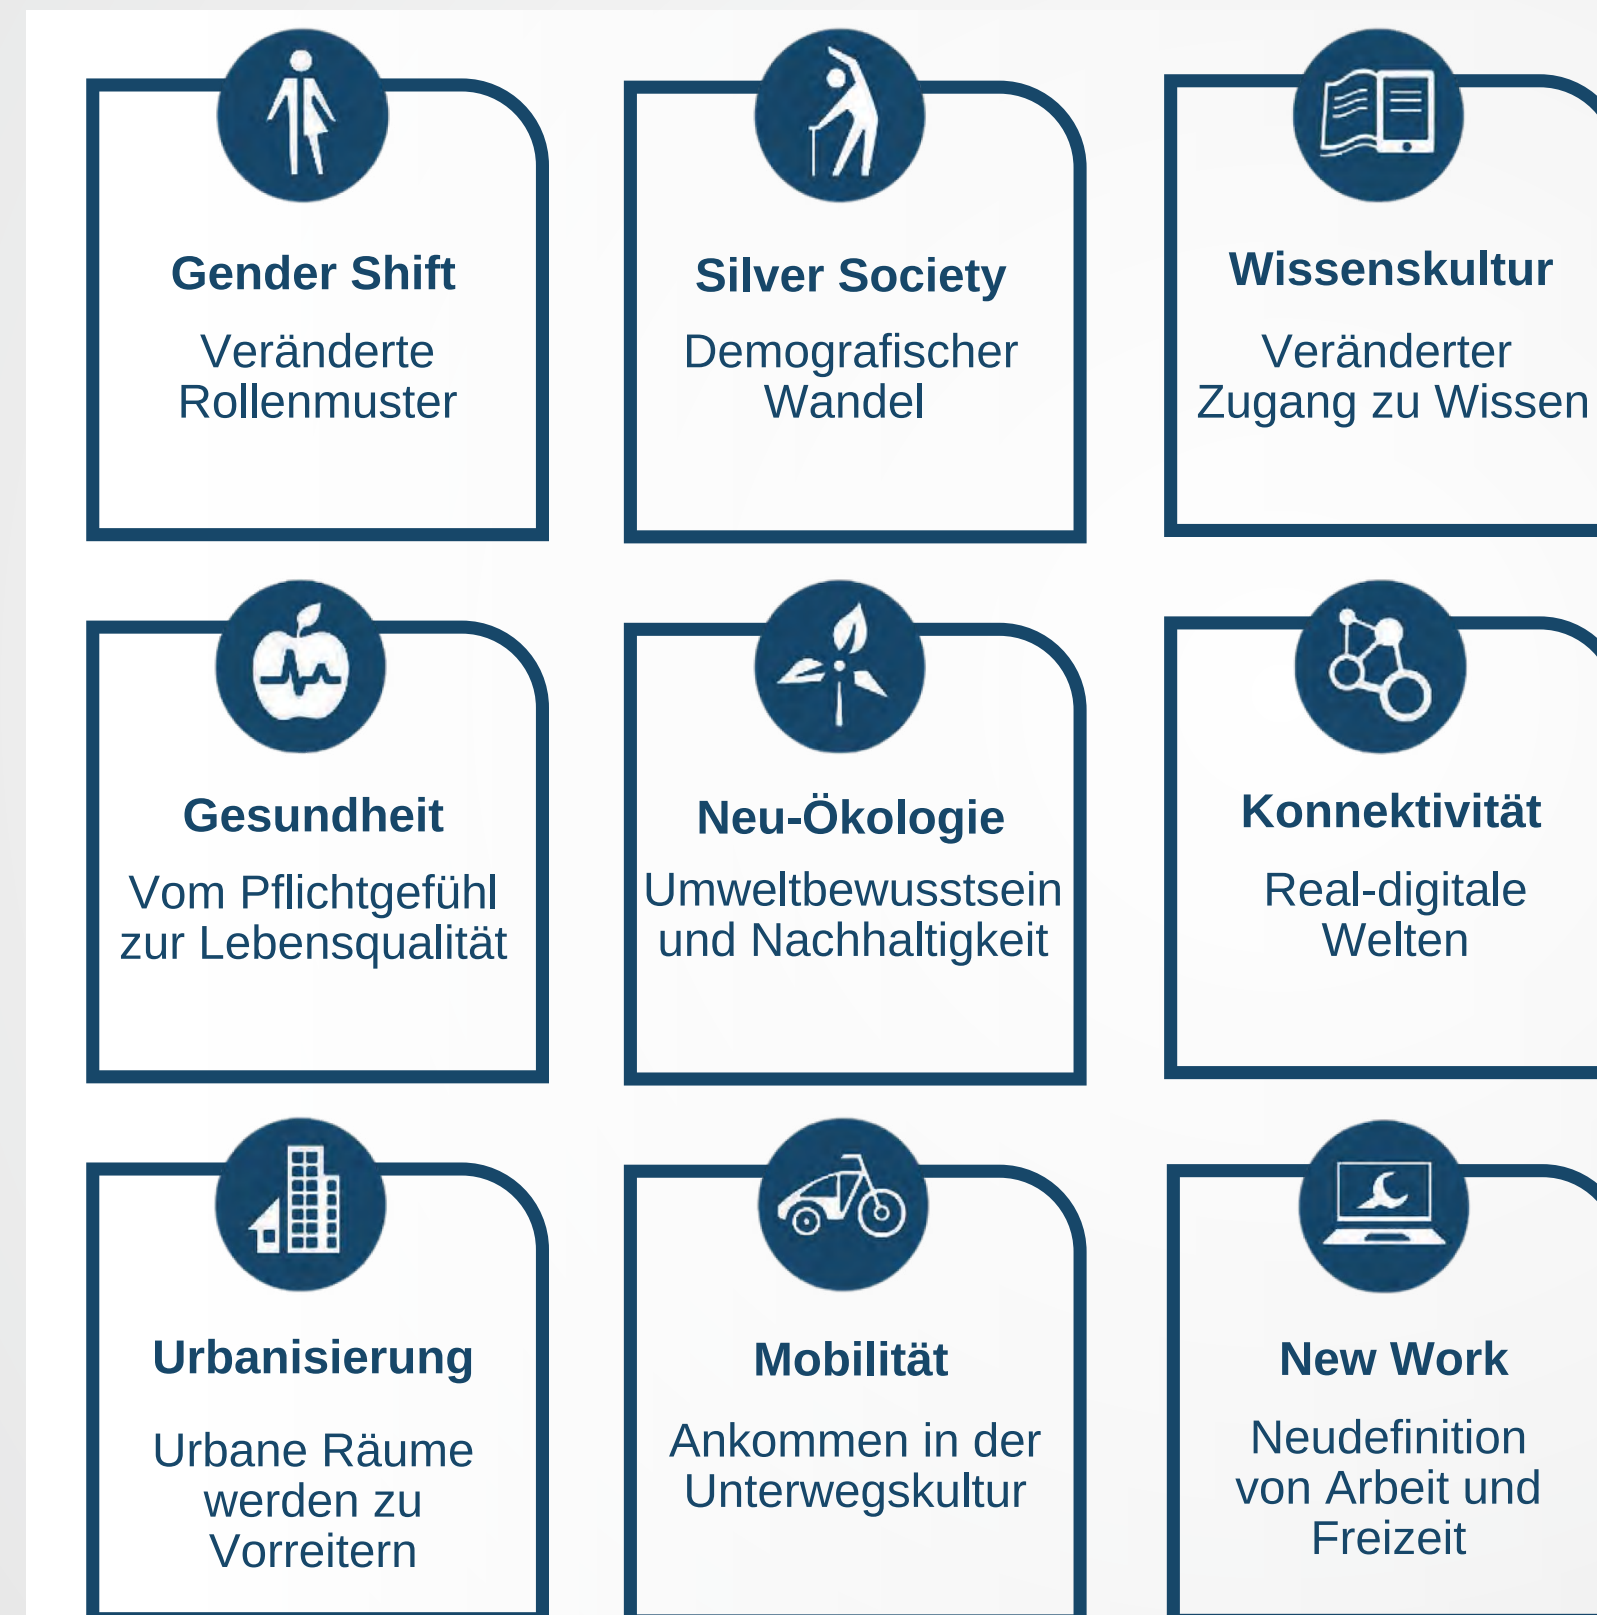 Gender Shift
Veränderte
Rollenmuster
Silver Society
Demografischer
Wandel
Wissenskultur
Veränderter
Zugang zu Wissen
Gesundheit
Vom Pflichtgefühl
zur Lebensqualität
Neu-Ökologie
Umweltbewusstsein
und Nachhaltigkeit
Konnektivität
Real-digitale
Welten
Urbanisierung
Urbane Räume
werden zu
Vorreitern
Mobilität
Ankommen in der
Unterwegskultur
New Work
Neudefinition
von Arbeit und
Freizeit